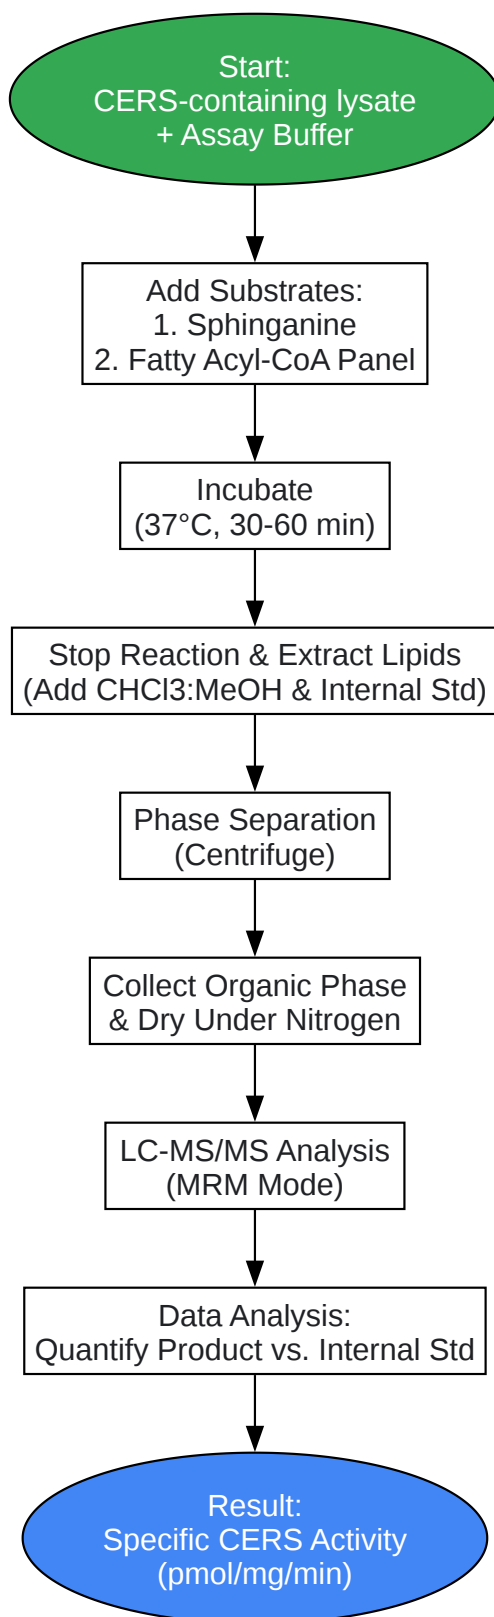 Start:
CERS-containing lysate
+ Assay Buffer
Add Substrates:
1. Sphinganine
2. Fatty Acyl-CoA Panel
Incubate
(37°C, 30-60 min)
Stop Reaction & Extract Lipids
(Add CHCl3:MeOH & Internal Std)
Phase Separation
(Centrifuge)
Collect Organic Phase
& Dry Under Nitrogen
LC-MS/MS Analysis
(MRM Mode)
Data Analysis:
Quantify Product vs. Internal Std
Result:
Specific CERS Activity
(pmol/mg/min)